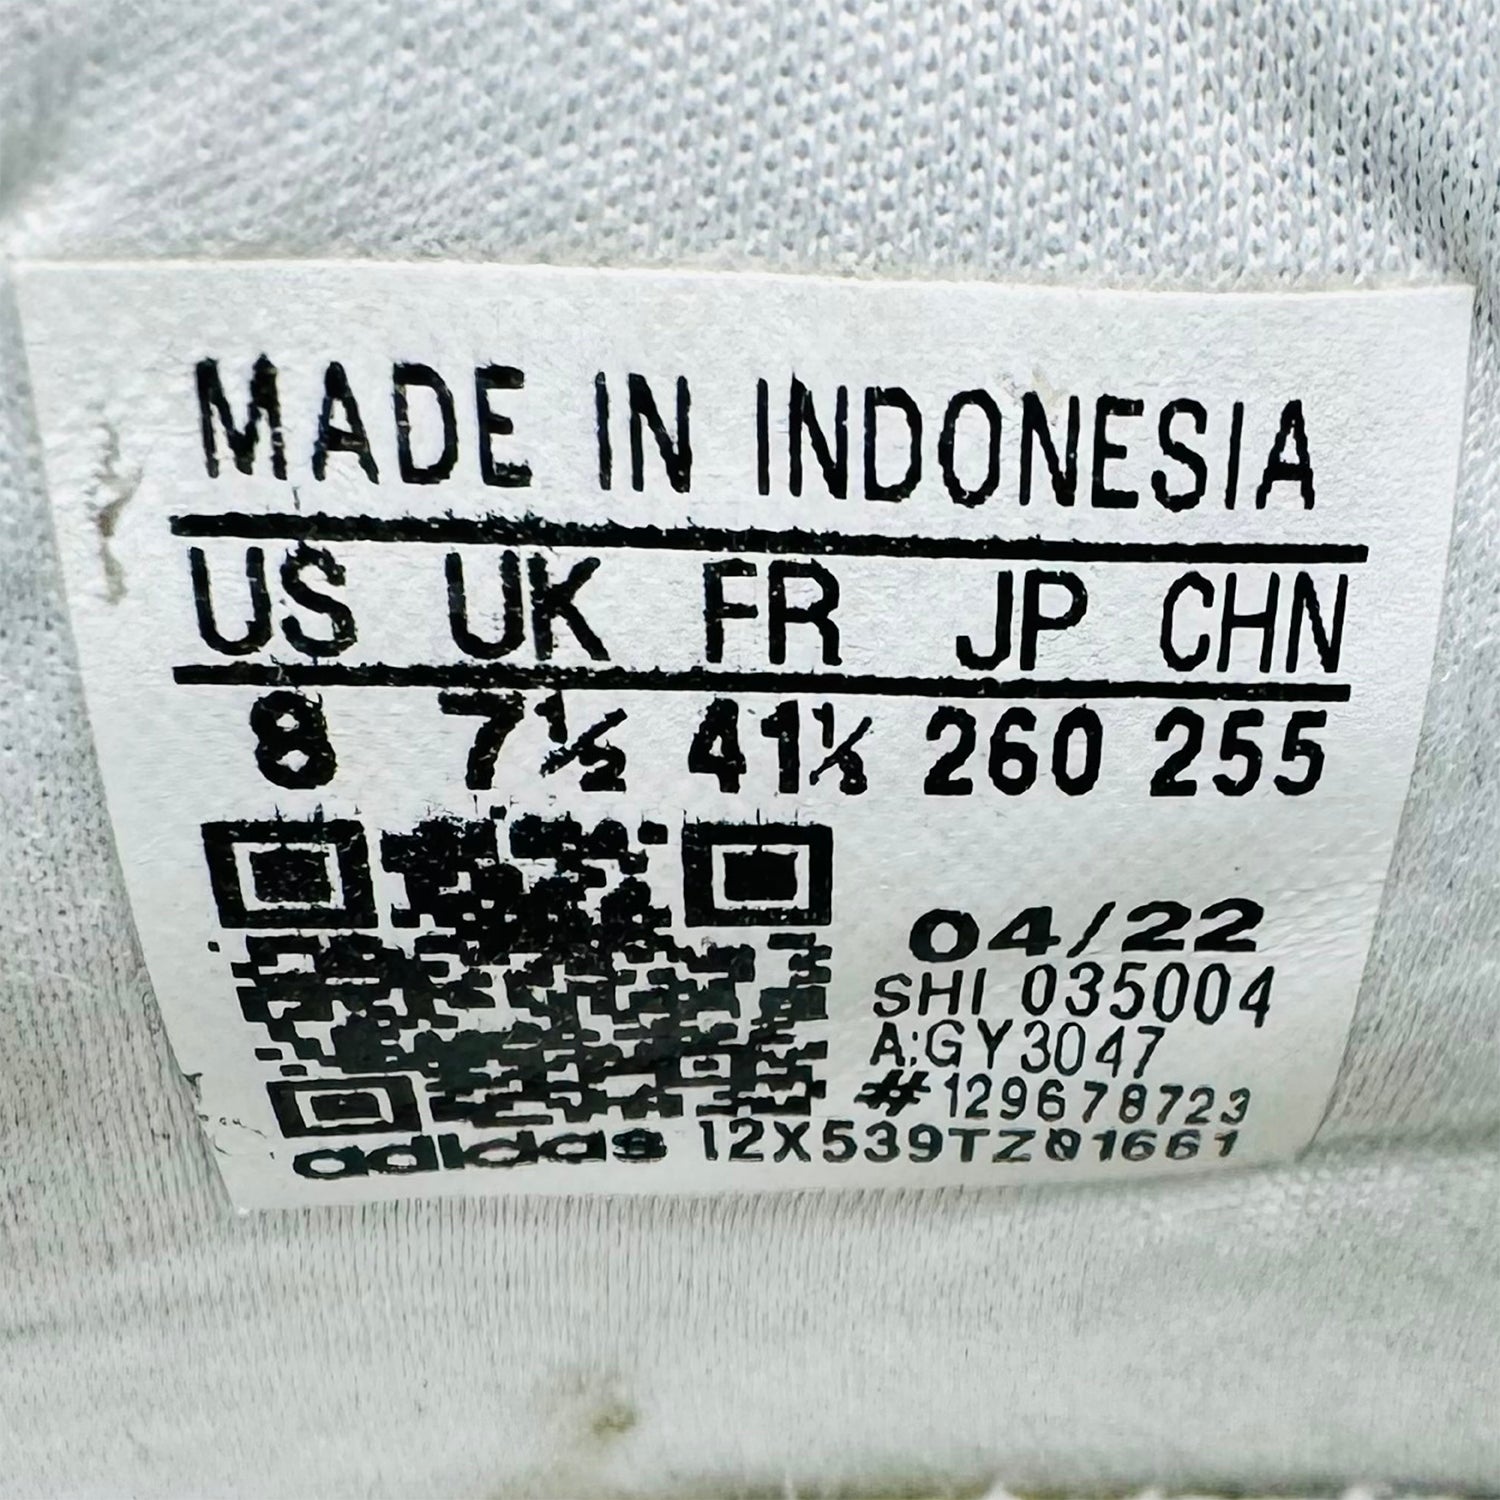 MADE IN INDONESIA
US UK FR JP CHN
8 7½ 41⅓ 260 255
04/22
SHI 035004
A:GY3047
#129678723
adidas 12X539TZ01661